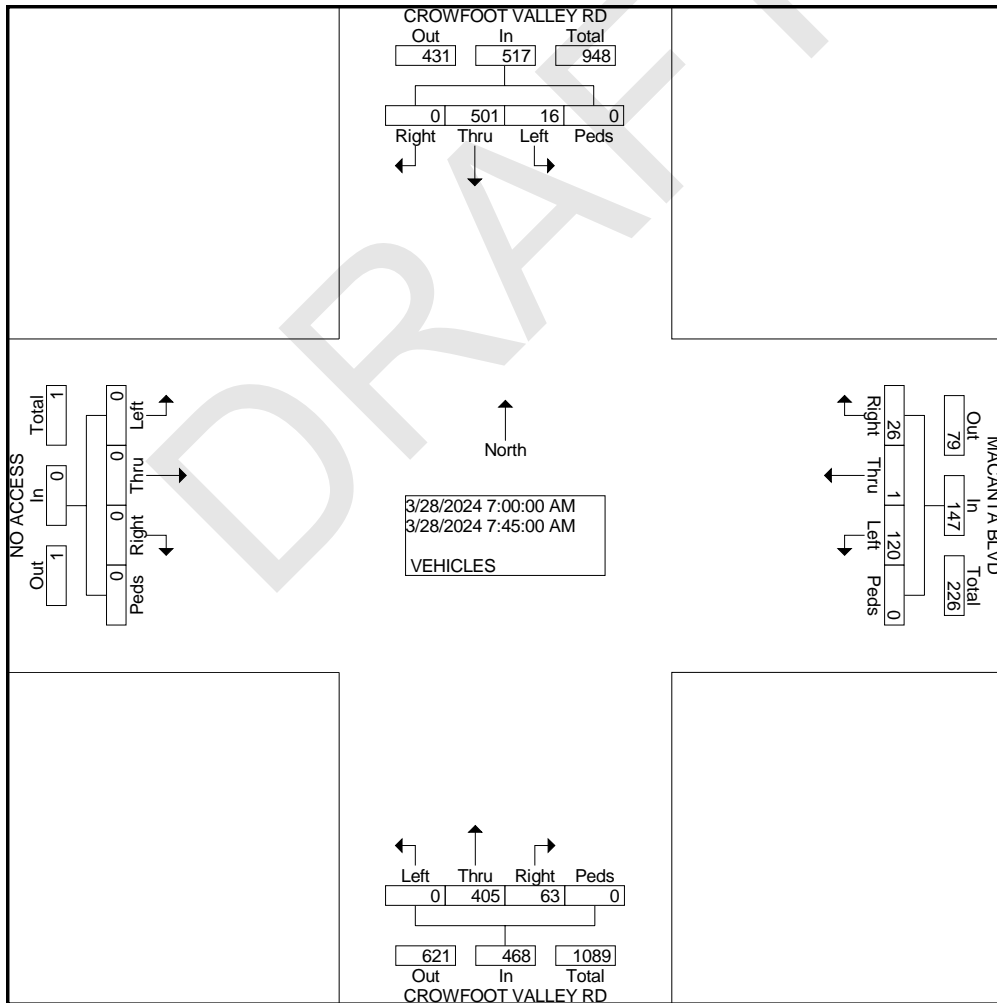 CROWFOOT VALLEY RD
Out In Total
431 517 948
0 501 16 0
Right Thru Left Peds
DRAFT
NO ACCESS
Total In Out
1 0 1
0 0 0 0
Left Thru Right Peds
North
3/28/2024 7:00:00 AM
3/28/2024 7:45:00 AM
VEHICLES
MACANTA BLVD
Out In Total
79 147 226
26 1 120 0
Right Thru Left Peds
Left Thru Right Peds
0 405 63 0
621 468 1089
Out In Total
CROWFOOT VALLEY RD